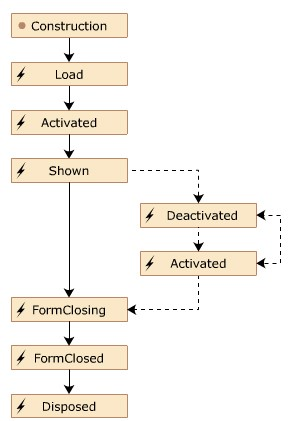 Construction
Load
Activated
Shown
Deactivated
Activated
FormClosing
FormClosed
Disposed